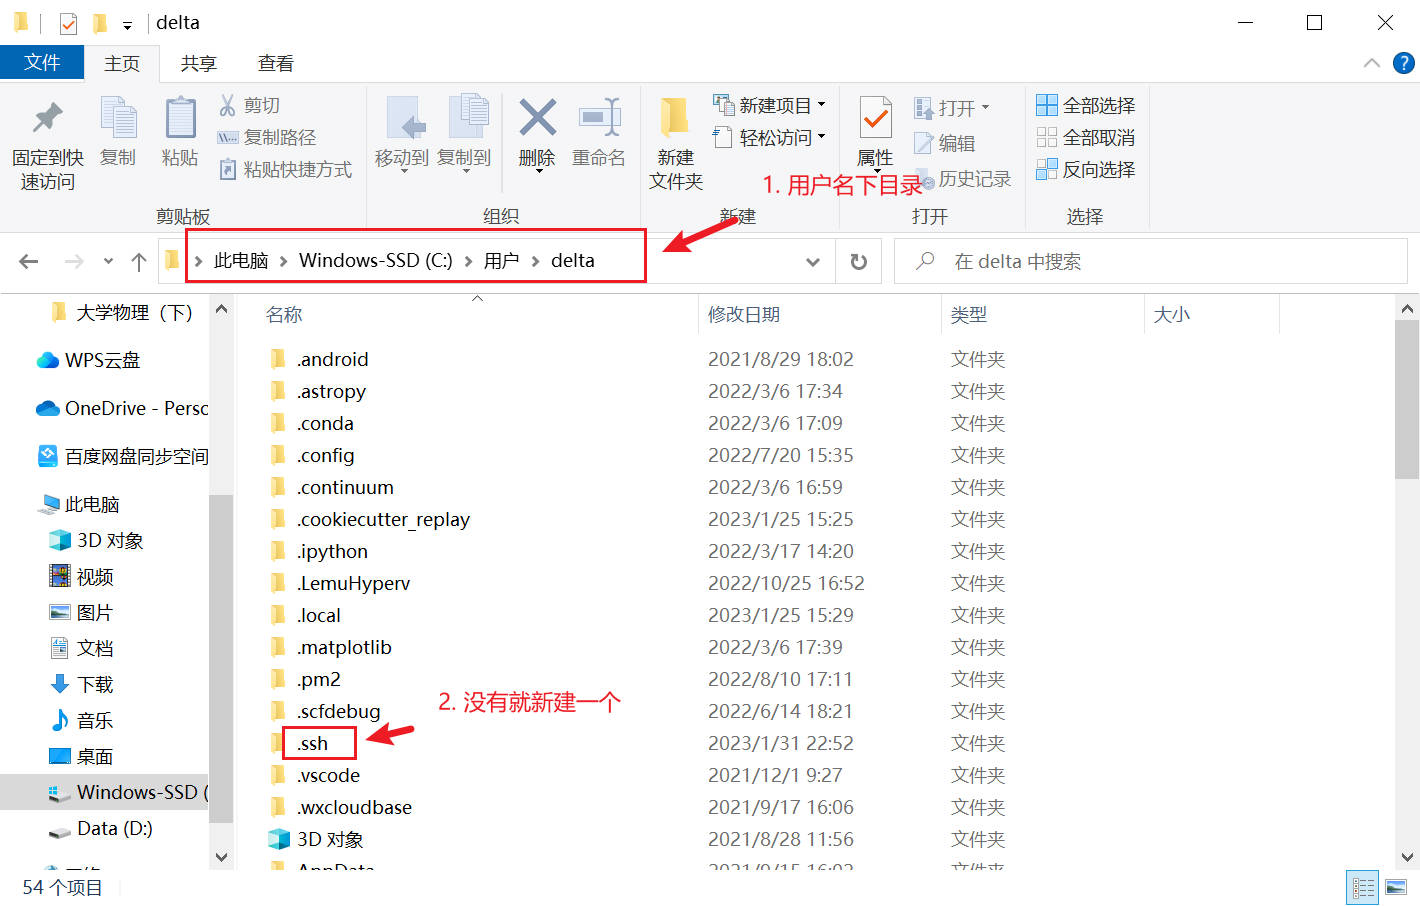 delta
文件 主页 共享 查看
固定到快速访问
复制
粘贴
剪切
复制路径
粘贴快捷方式
剪贴板
移动到
复制到
删除
重命名
组织
新建文件夹
新建项目
轻松访问
新建
属性
打开
编辑
历史记录
打开
全部选择
全部取消
反向选择
选择
1. 用户名下目录
此电脑 Windows-SSD (C:) 用户 delta
在 delta 中搜索
大学物理（下）
WPS云盘
OneDrive - Perso
百度网盘同步空间
此电脑
3D 对象
视频
图片
文档
下载
音乐
桌面
Windows-SSD (
Data (D:)
名称 修改日期 类型 大小
.android 2021/8/29 18:02 文件夹
.astropy 2022/3/6 17:34 文件夹
.conda 2022/3/6 17:09 文件夹
.config 2022/7/20 15:35 文件夹
.continuum 2022/3/6 16:59 文件夹
.cookiecutter_replay 2023/1/25 15:25 文件夹
.ipython 2022/3/17 14:20 文件夹
.LemuHyperv 2022/10/25 16:52 文件夹
.local 2023/1/25 15:29 文件夹
.matplotlib 2022/3/6 17:39 文件夹
.pm2 2022/8/10 17:11 文件夹
2. 没有就新建一个
.scfdebug 2022/6/14 18:21 文件夹
.ssh 2023/1/31 22:52 文件夹
.vscode 2021/12/1 9:27 文件夹
.wxcloudbase 2021/9/17 16:06 文件夹
3D 对象 2021/8/28 11:56 文件夹
AppData
54 个项目